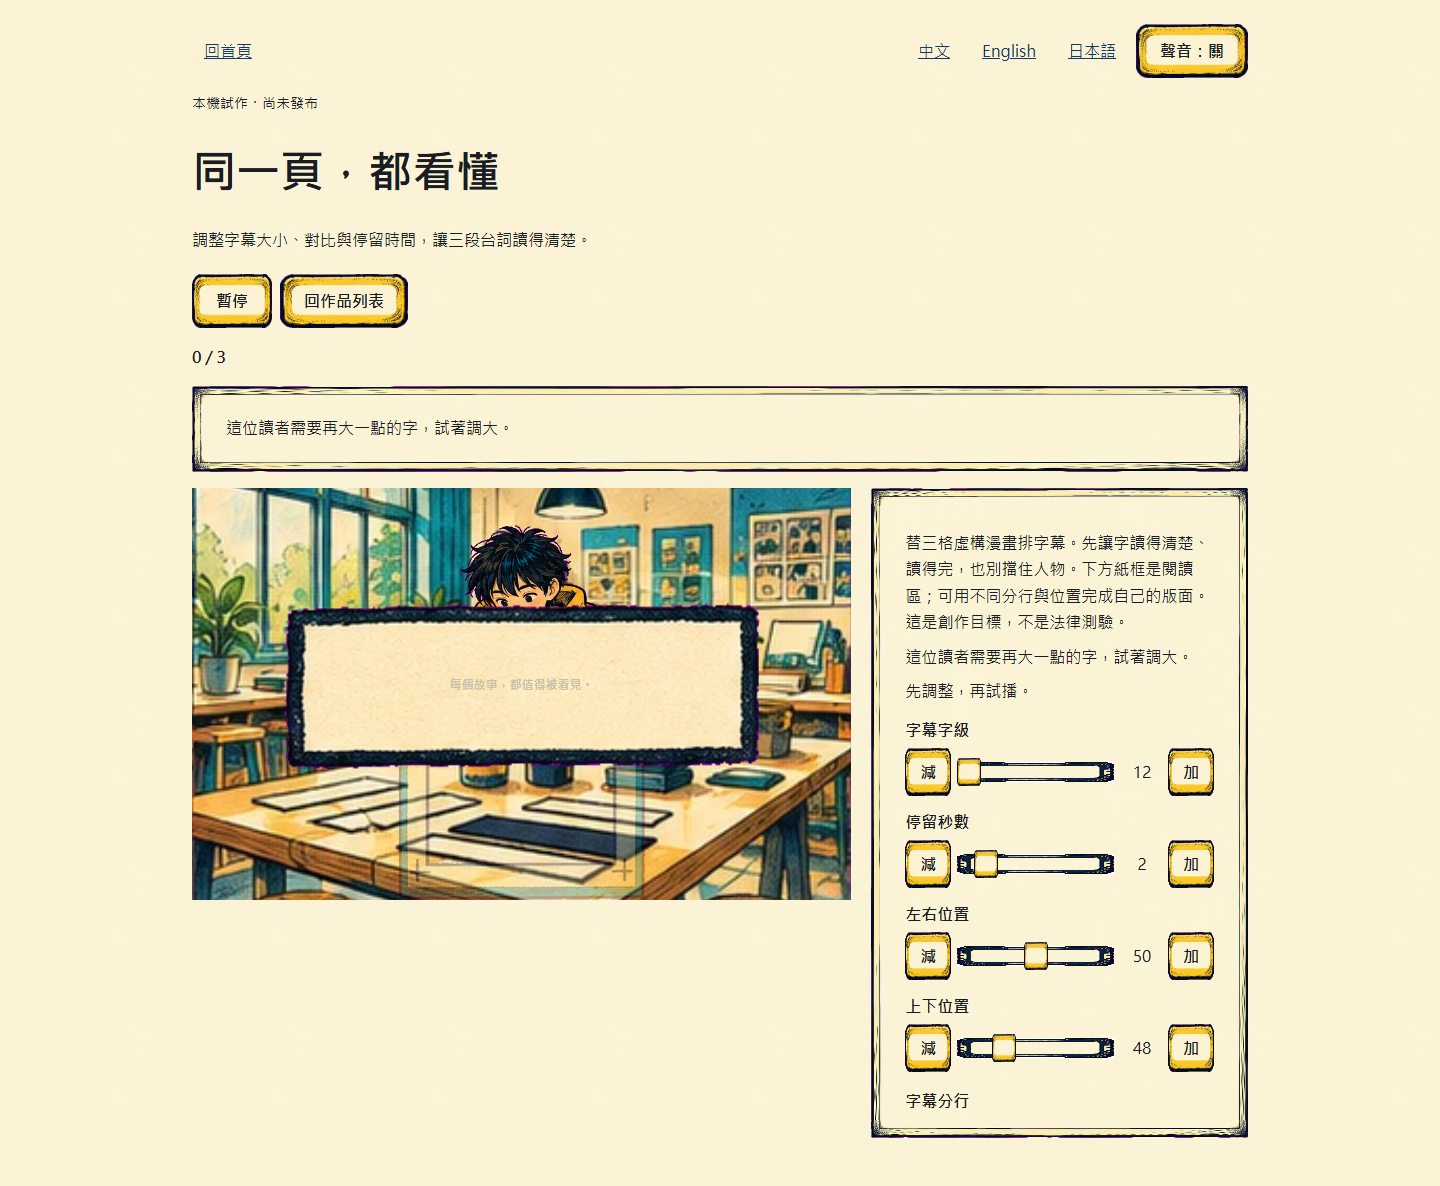 回首頁
中文 English 日本語 聲音：關
本機試作・尚未發布
同一頁，都看懂
調整字幕大小、對比與停留時間，讓三段台詞讀得清楚。
暫停 回作品列表
0 / 3
這位讀者需要再大一點的字，試著調大。
每個故事，都值得被看見。
替三格虛構漫畫排字幕。先讓字讀得清楚、
讀得完，也別擋住人物。下方紙框是閱讀
區；可用不同分行與位置完成自己的版面。
這是創作目標，不是法律測驗。
這位讀者需要再大一點的字，試著調大。
先調整，再試播。
字幕字級
減 12 加
停留秒數
減 2 加
左右位置
減 50 加
上下位置
減 48 加
字幕分行